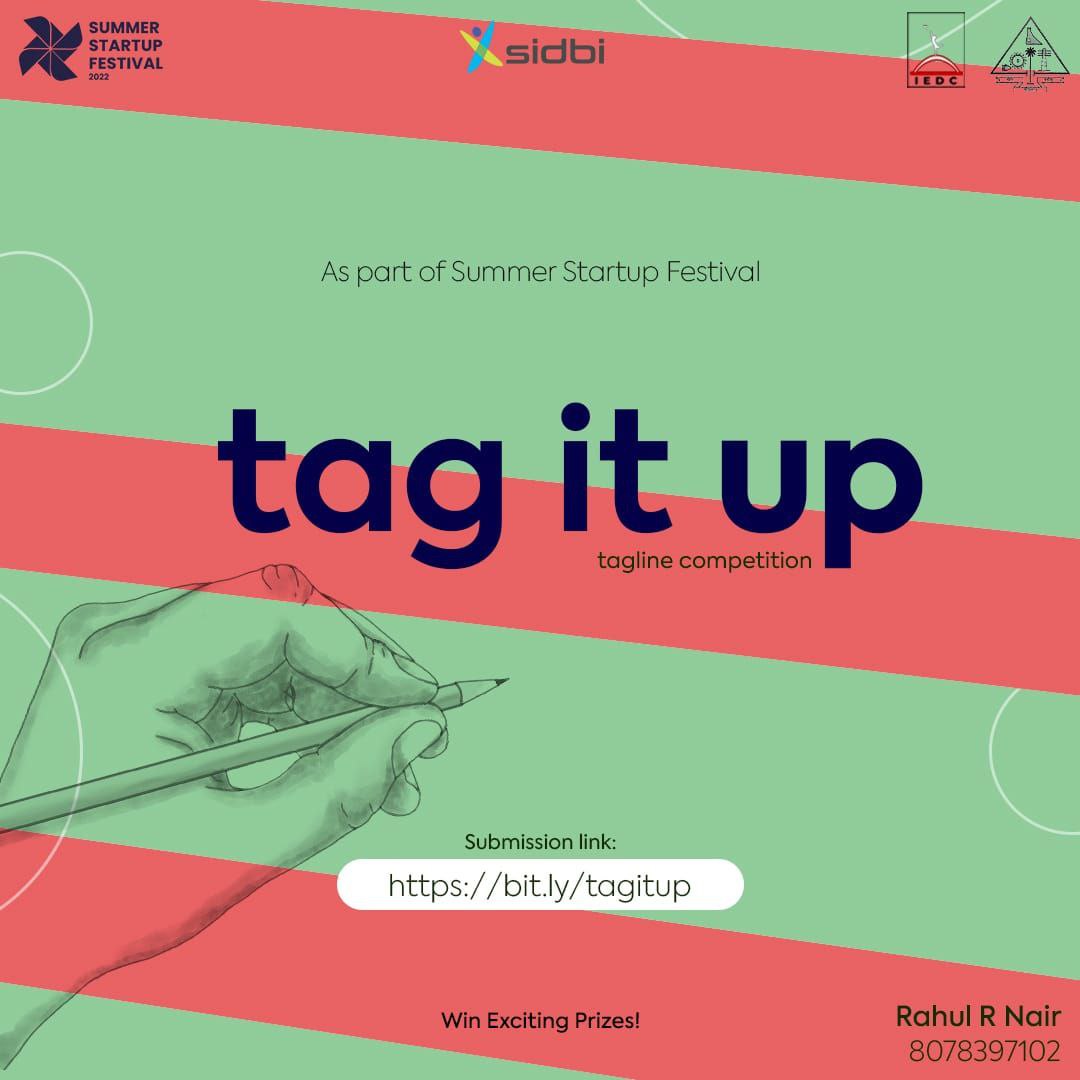 SUMMER
STARTUP
FESTIVAL
2022
sidbi
IEDC
As part of Summer Startup Festival
tag it up
tagline competition
Submission link:
https://bit.ly/tagitup
Win Exciting Prizes!
Rahul R Nair
8078397102